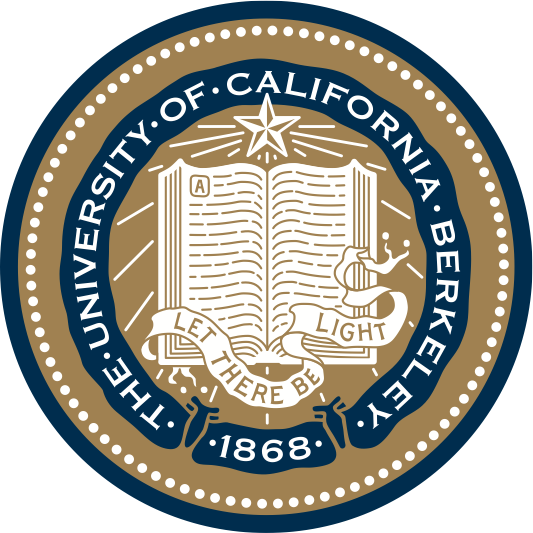 THE·UNIVERSITY·OF·CALIFORNIA·BERKELEY·
A
LET THERE BE LIGHT
·1868·